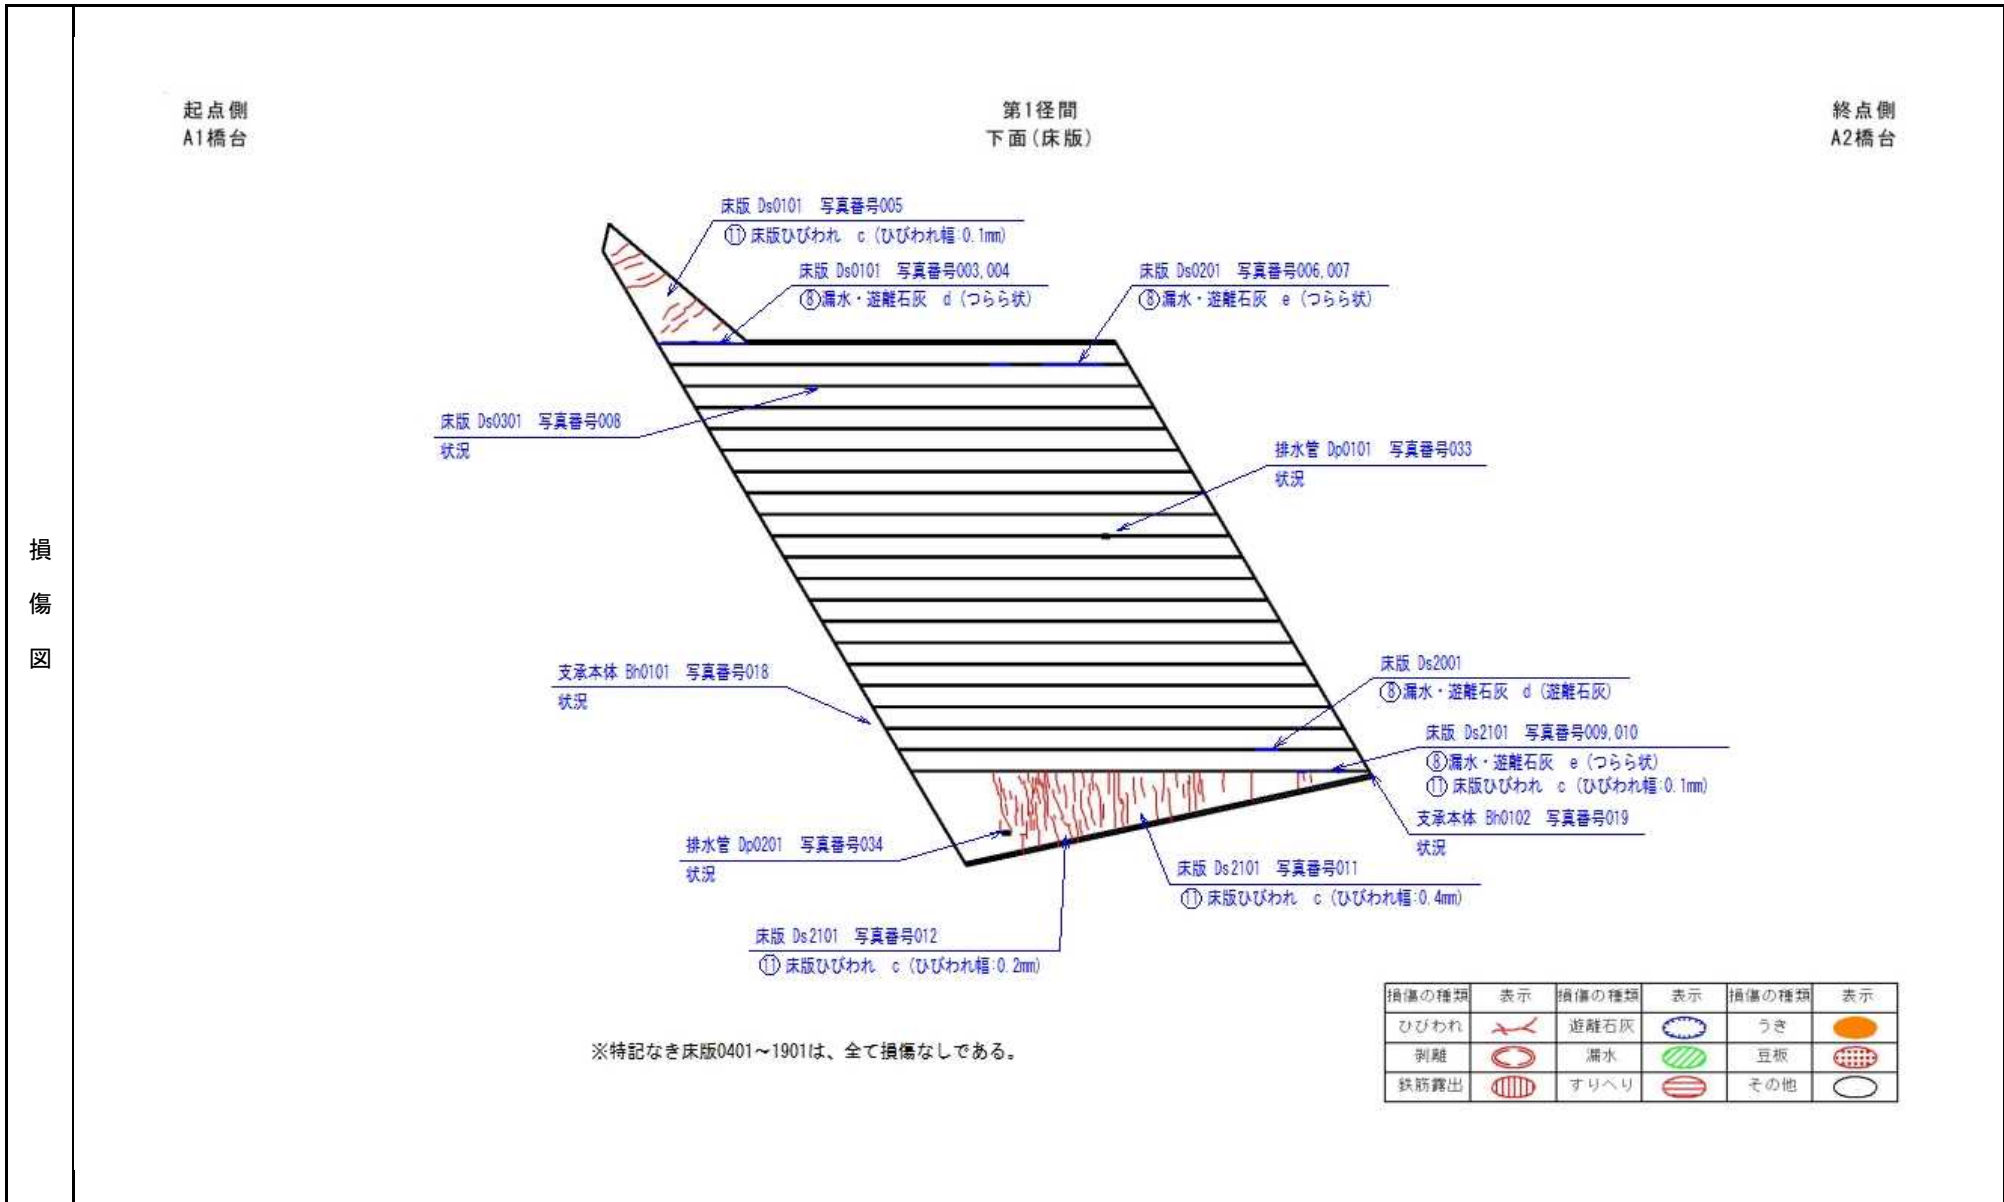 損
傷
図
起点側
A1橋台
第1径間
下面(床版)
終点側
A2橋台
床版 Ds0101 写真番号005
⑪床版ひびわれ c (ひびわれ幅:0.1mm)
床版 Ds0101 写真番号003,004
⑧漏水・遊離石灰 d (つらら状)
床版 Ds0201 写真番号006,007
⑧漏水・遊離石灰 e (つらら状)
床版 Ds0301 写真番号008
状況
排水管 Dp0101 写真番号033
状況
支承本体 Bh0101 写真番号018
状況
床版 Ds2001
⑧漏水・遊離石灰 d (遊離石灰)
床版 Ds2101 写真番号009,010
⑧漏水・遊離石灰 e (つらら状)
⑪床版ひびわれ c (ひびわれ幅:0.1mm)
支承本体 Bh0102 写真番号019
状況
排水管 Dp0201 写真番号034
状況
床版 Ds2101 写真番号011
⑪床版ひびわれ c (ひびわれ幅:0.4mm)
床版 Ds2101 写真番号012
⑪床版ひびわれ c (ひびわれ幅:0.2mm)
※特記なき床版0401～1901は、全て損傷なしである。
損傷の種類 表示 損傷の種類 表示 損傷の種類 表示
ひびわれ 遊離石灰 うき
剥離 漏水 豆板
鉄筋露出 すりへり その他